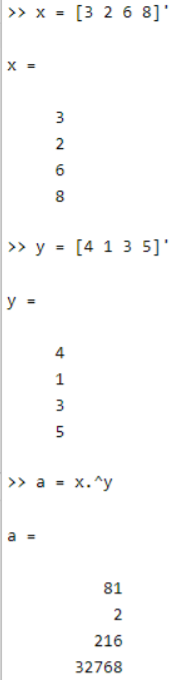 >> x = [3 2 6 8]'
x =
3
2
6
8
>> y = [4 1 3 5]'
y =
4
1
3
5
>> a = x.^y
a =
81
2
216
32768